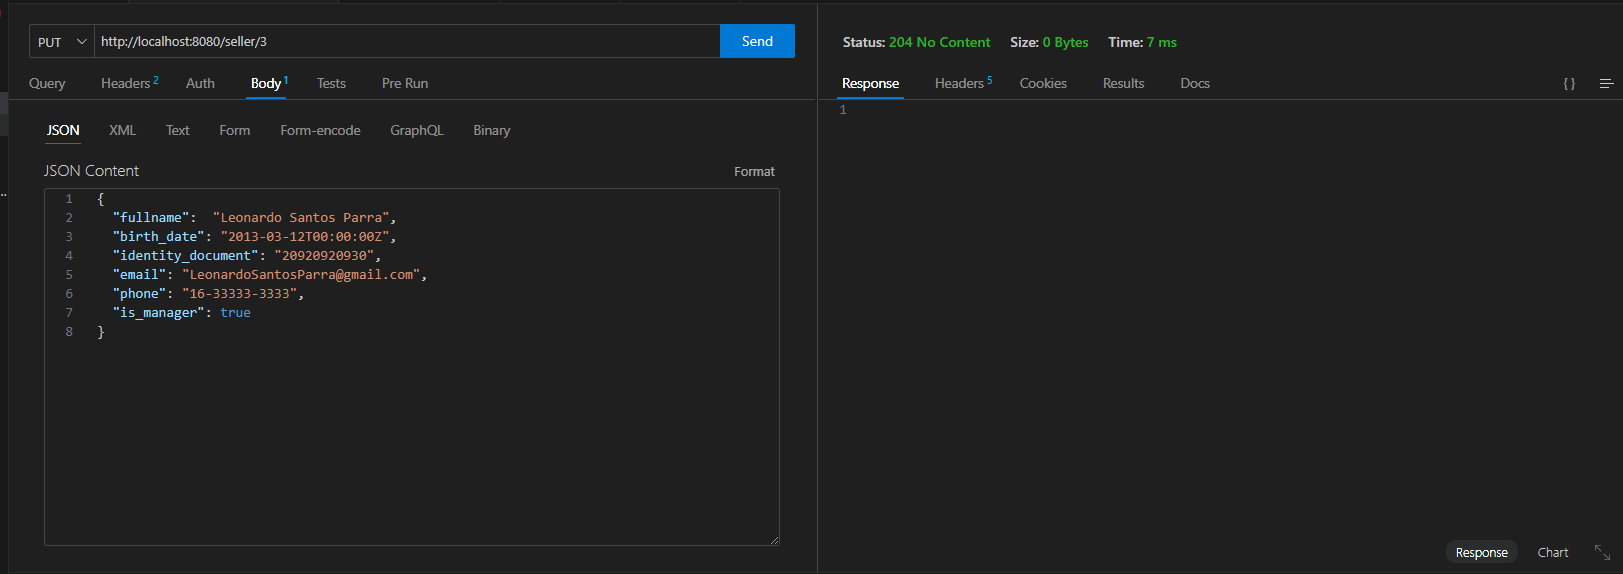 PUT http://localhost:8080/seller/3 Send
Query Headers 2 Auth Body 1 Tests Pre Run
JSON XML Text Form Form-encode GraphQL Binary
JSON Content Format
1 {
2 "fullname":  "Leonardo Santos Parra",
3 "birth_date": "2013-03-12T00:00:00Z",
4 "identity_document": "20920920930",
5 "email": "LeonardoSantosParra@gmail.com",
6 "phone": "16-33333-3333",
7 "is_manager": true
8 }
Status: 204 No Content Size: 0 Bytes Time: 7 ms
Response Headers 5 Cookies Results Docs { }
1
Response Chart